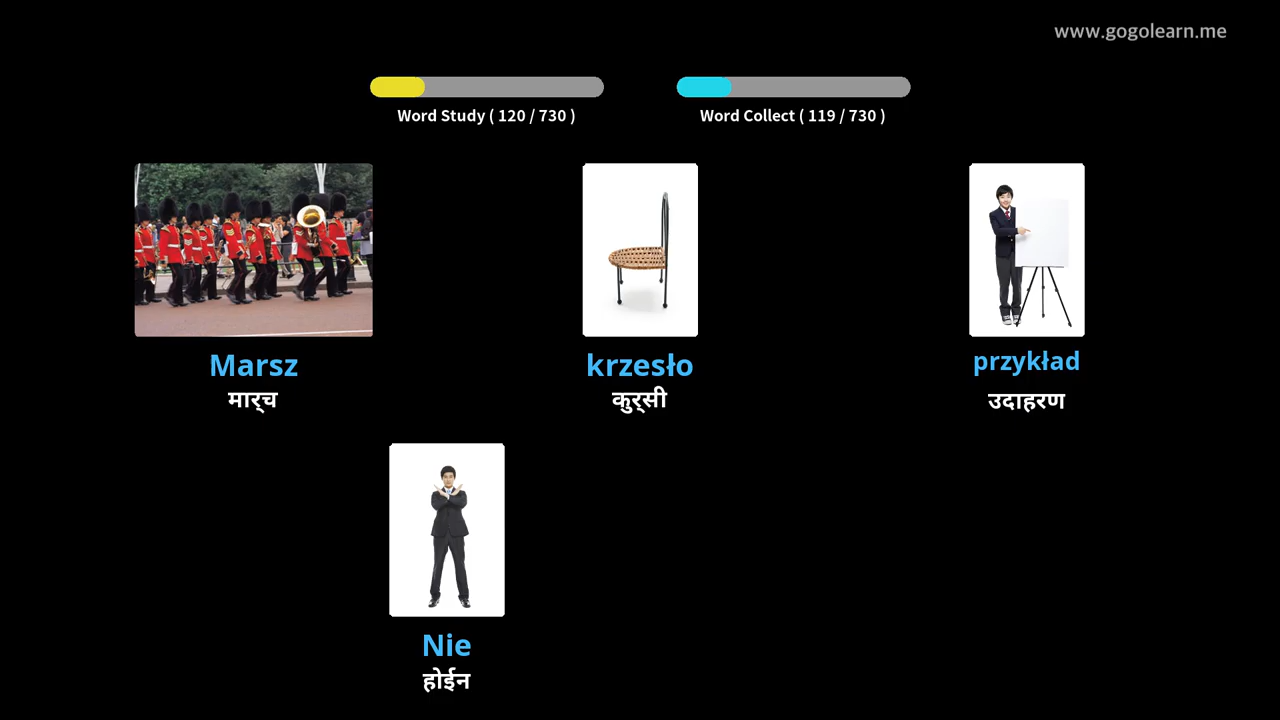 www.gogolearn.me
Word Study ( 120 / 730 )
Word Collect ( 119 / 730 )
Marsz
मार्च
krzesło
कुर्सी
przykład
उदाहरण
Nie
होईन